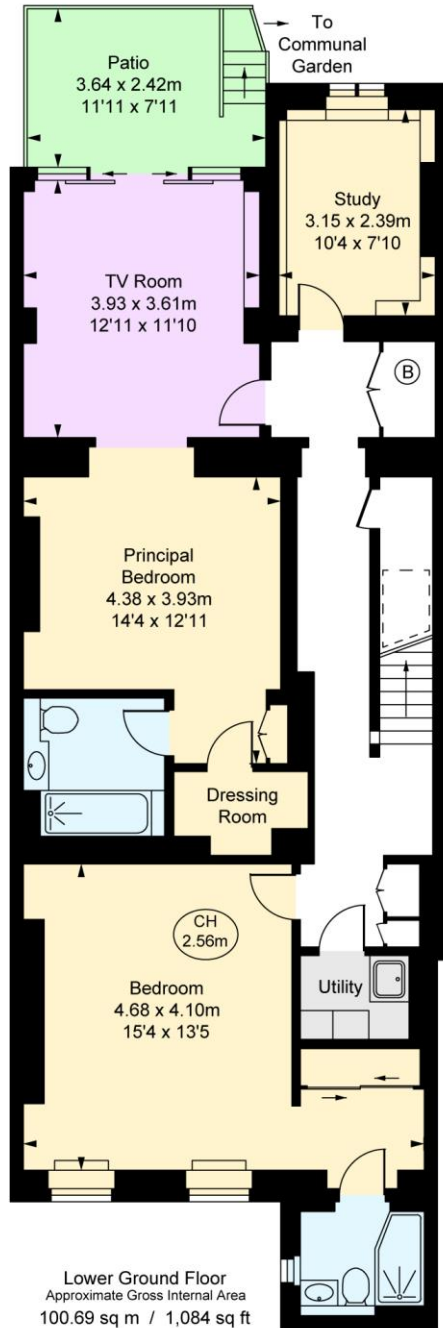 To
Communal
Garden
Patio
3.64 x 2.42m
11'11 x 7'11
Study
3.15 x 2.39m
10'4 x 7'10
TV Room
3.93 x 3.61m
12'11 x 11'10
B
Principal
Bedroom
4.38 x 3.93m
14'4 x 12'11
Dressing
Room
CH
2.56m
Bedroom
4.68 x 4.10m
15'4 x 13'5
Utility
Lower Ground Floor
Approximate Gross Internal Area
100.69 sq m / 1,084 sq ft